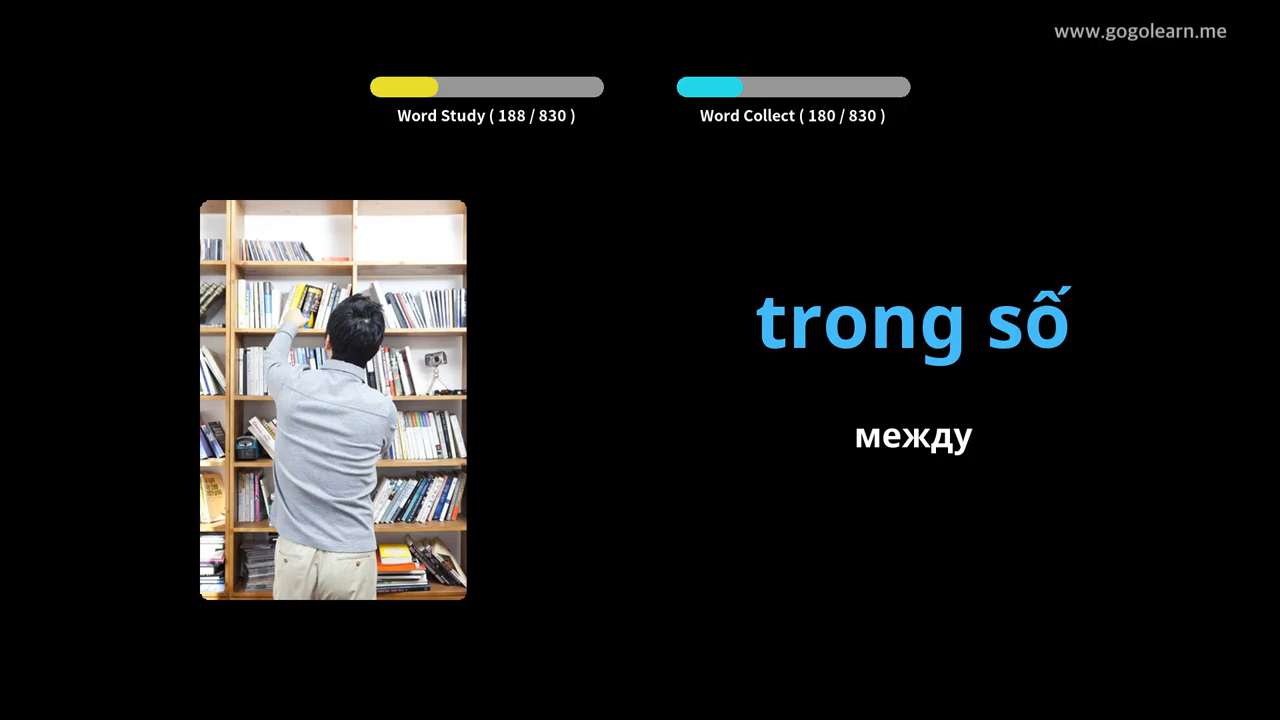 www.gogolearn.me
Word Study ( 188 / 830 )
Word Collect ( 180 / 830 )
trong số
между